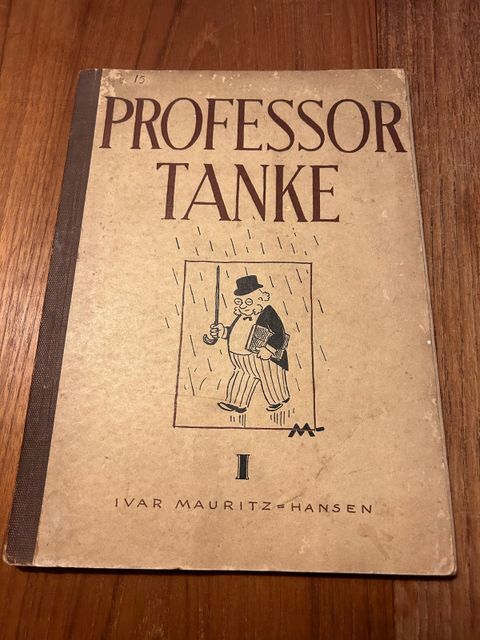 15
PROFESSOR
TANKE
M
I
IVAR MAURITZ=HANSEN